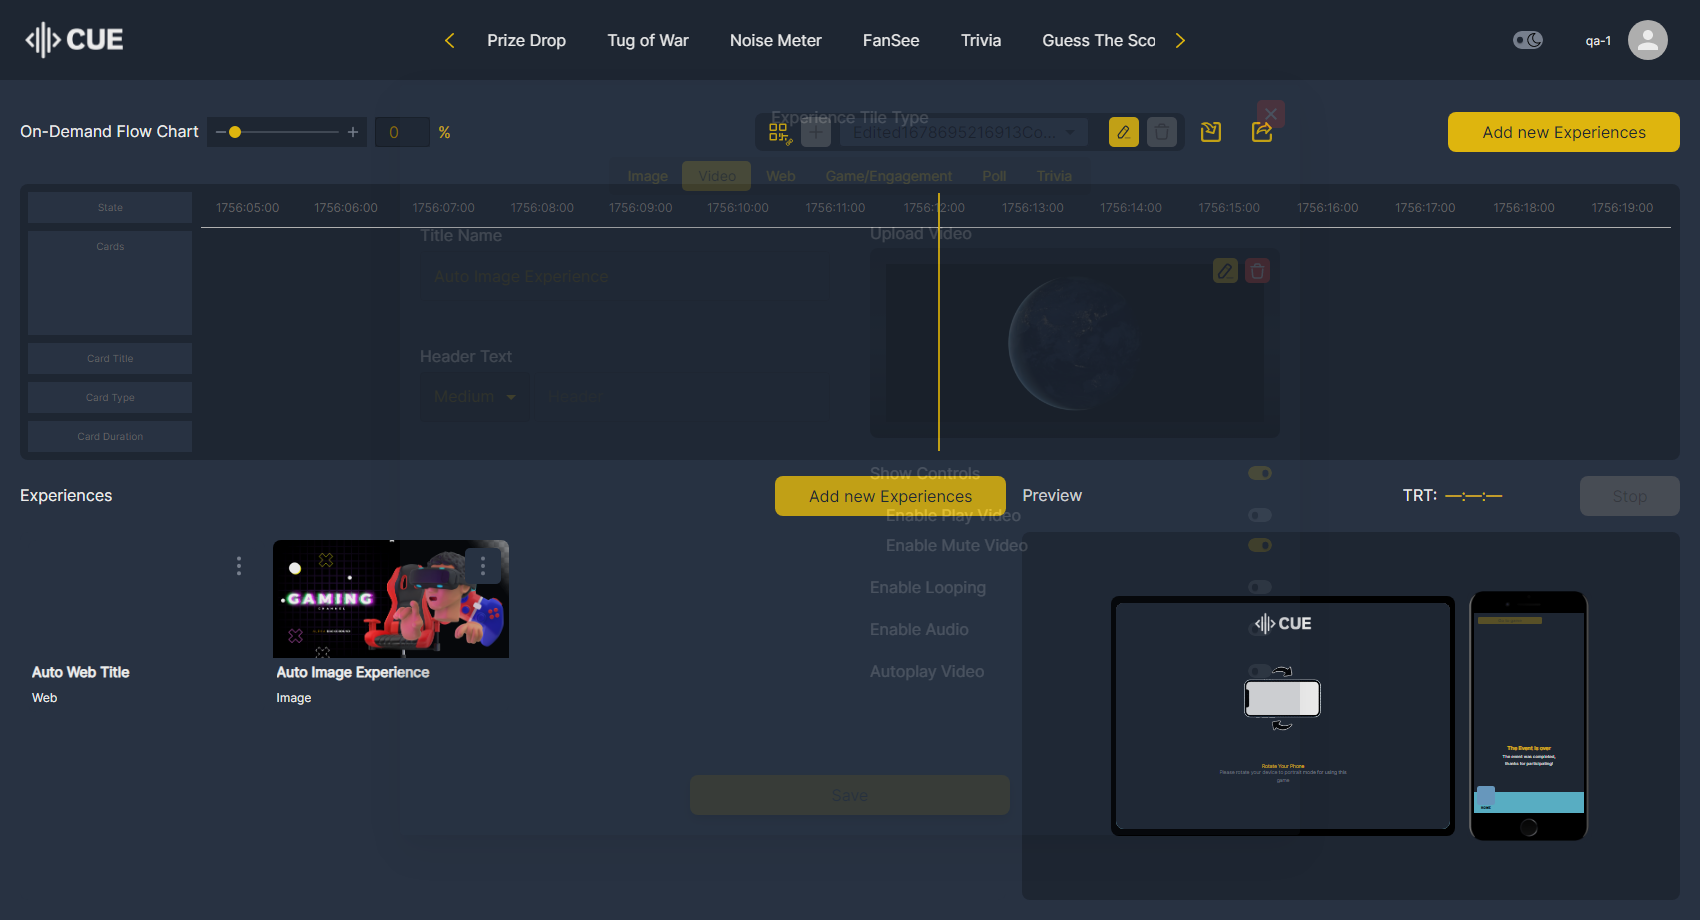 CUE
Prize Drop
Tug of War
Noise Meter
FanSee
Trivia
Guess The Sco
qa-1
On-Demand Flow Chart
0
%
Experience Tile Type
Edited1678695216913Co...
Add new Experiences
Image
Video
Web
Game/Engagement
Poll
Trivia
State
1756:05:00
1756:06:00
1756:07:00
1756:08:00
1756:09:00
1756:10:00
1756:11:00
1756:12:00
1756:13:00
1756:14:00
1756:15:00
1756:16:00
1756:17:00
1756:18:00
1756:19:00
Title Name
Upload Video
Cards
Auto Image Experience
Header Text
Card Title
Medium
Header
Card Type
Card Duration
Show Controls
Experiences
Add new Experiences
Preview
TRT:
—:—:—
Stop
Enable Play Video
Enable Mute Video
Enable Looping
Enable Audio
Autoplay Video
GAMING
CHANNEL
Auto Web Title
Web
Auto Image Experience
Image
CUE
Rotate Your Phone
Please rotate your device to portrait mode for using this
game
The Event is over
The event was completed,
thanks for participating!
HOME
Save